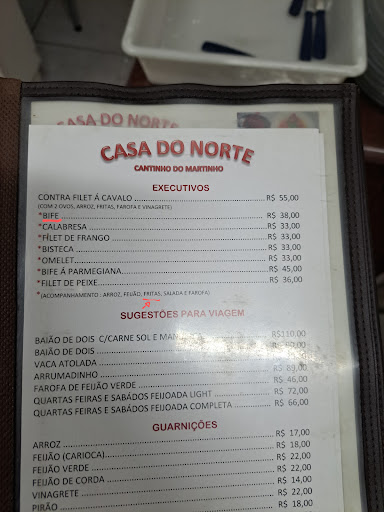 CASA DO NORTE
CASA DO NORTE
CANTINHO DO MARTINHO
EXECUTIVOS
CONTRA FILET Á CAVALO R$ 55,00
(COM 2 OVOS, ARROZ, FRITAS, FAROFA E VINAGRETE)
*BIFE R$ 38,00
*CALABRESA R$ 33,00
*FÍLET DE FRANGO R$ 33,00
*BISTECA R$ 33,00
*OMELET R$ 33,00
*BIFE Á PARMEGIANA R$ 45,00
*FILET DE PEIXE R$ 36,00
*(ACOMPANHAMENTO : ARROZ, FEIJÃO, FRITAS, SALADA E FAROFA)
SUGESTÕES PARA VIAGEM
BAIÃO DE DOIS C/CARNE SOL E R$110,00
BAIÃO DE DOIS
VACA ATOLADA
ARRUMADINHO R$ 89,00
FAROFA DE FEIJÃO VERDE R$ 46,00
QUARTAS FEIRAS E SABÁDOS FEIJOADA LIGHT R$ 72,00
QUARTAS FEIRAS E SABÁDOS FEIJOADA COMPLETA R$ 66,00
GUARNIÇÕES
ARROZ R$ 17,00
FEIJÃO (CARIOCA) R$ 18,00
FEIJÃO VERDE R$ 22,00
FEIJÃO DE CORDA R$ 22,00
VINAGRETE R$ 14,00
PIRÃO R$ 22,00
R$ 18,00